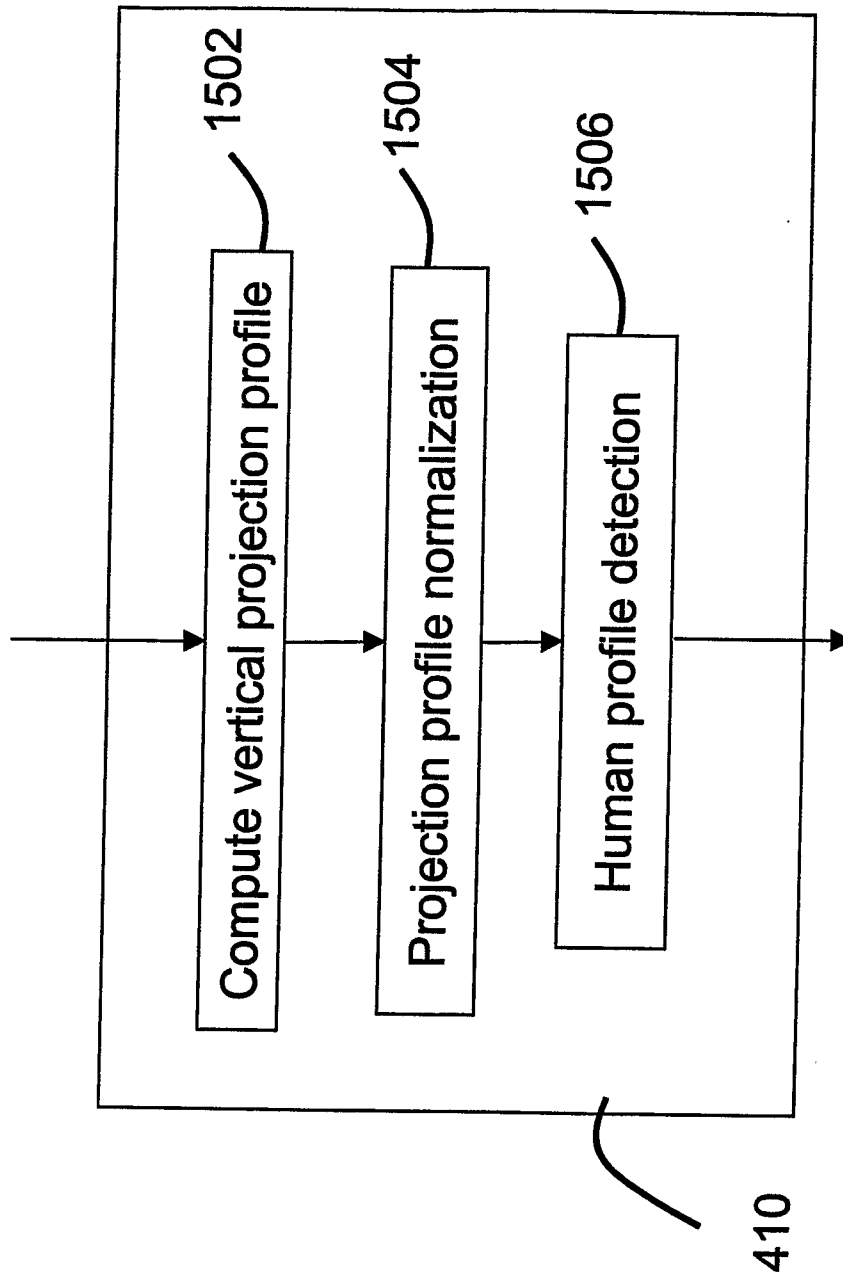 Compute vertical projection profile
1502
Projection profile normalization
1504
Human profile detection
1506
410